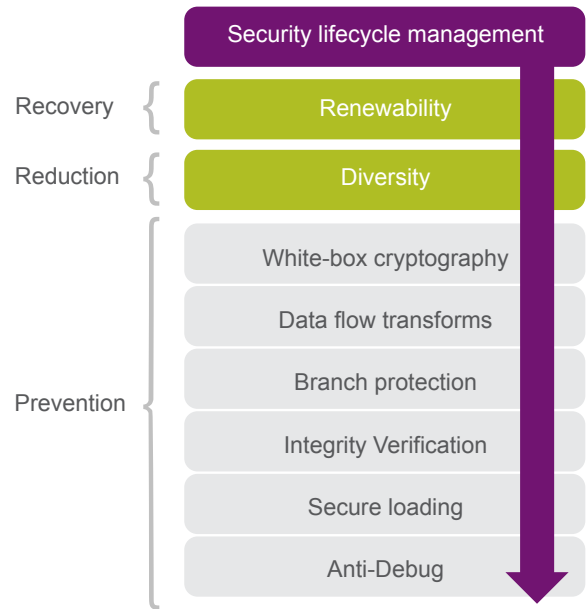 Security lifecycle management
Recovery
Renewability
Reduction
Diversity
White-box cryptography
Data flow transforms
Branch protection
Prevention
Integrity Verification
Secure loading
Anti-Debug